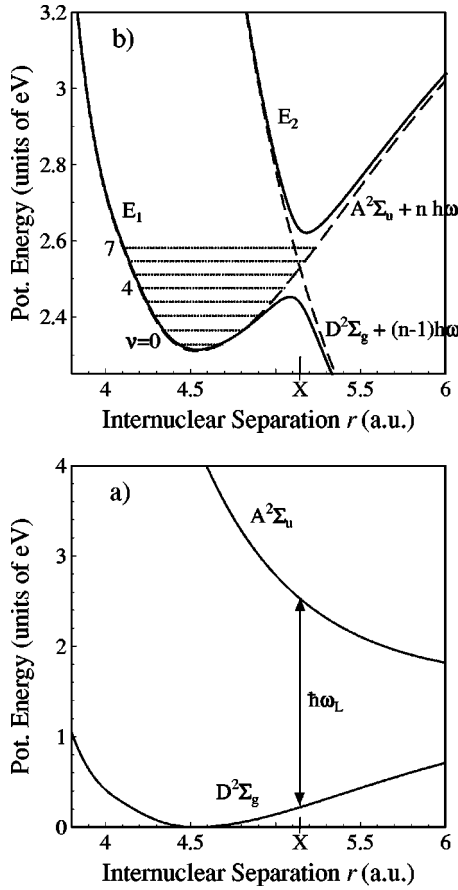 b)
Pot. Energy (units of eV)
3.2
3.0
2.8
2.6
2.4
E₁
E₂
7
4
ν=0
A²Σᵤ + n ħω
D²Σg + (n-1)ħω
4
4.5
X
5.5
6
Internuclear Separation r (a.u.)
a)
Pot. Energy (units of eV)
4
3
2
1
0
A²Σᵤ
ħω_L
D²Σg
4
4.5
X
5.5
6
Internuclear Separation r (a.u.)